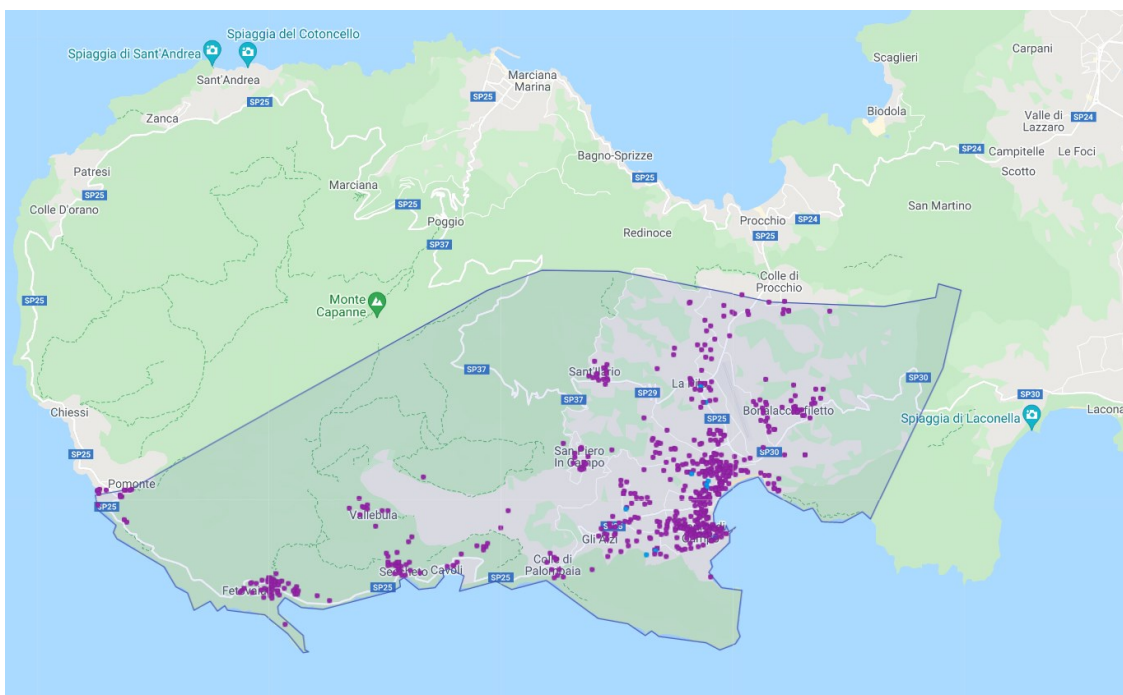 Spiaggia del Cotoncello
Spiaggia di Sant'Andrea
Sant'Andrea
SP25
Zanca
Patresi
SP25
Colle D'orano
SP25
Marciana
Marina
SP25
Bagno-Sprizze
SP25
Marciana
SP25
Poggio
SP37
Redinoce
Procchio
SP24
SP25
Scaglieri
Biodola
Carpani
Valle di
Lazzaro
SP24
SP24
Campitelle
Le Foci
Scotto
San Martino
Colle di
Procchio
Monte
Capanne
SP37
Sant'Ilario
SP37
SP29
La
SP25
SP30
SP30
Spiaggia di Laconella
Lacona
SP30
Chiessi
SP25
Pomonte
SP25
San Piero
In Campo
Vallebuia
Gli Alzi
Colle di
Palombaia
SP25
Seccheto
Cavoli
SP25